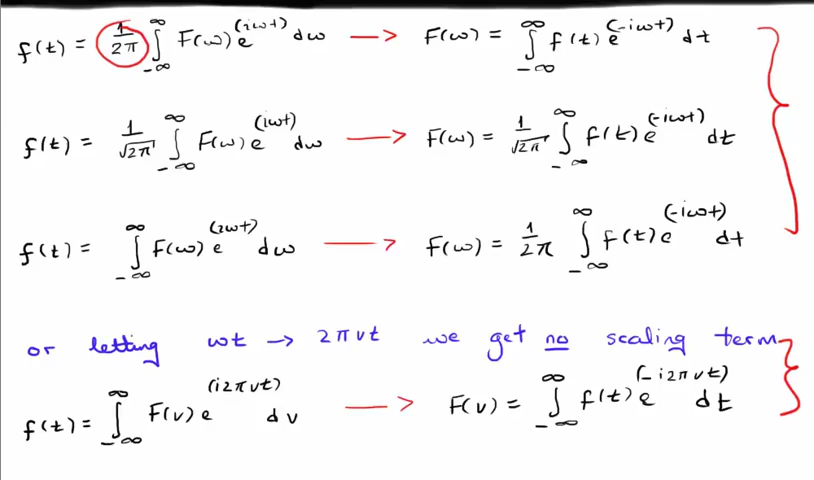 f(t) = 1/2π ∫_{-∞}^{∞} F(ω) e^{(iωt)} dω → F(ω) = ∫_{-∞}^{∞} f(t) e^{(-iωt)} dt
f(t) = 1/√2π ∫_{-∞}^{∞} F(ω) e^{(iωt)} dω → F(ω) = 1/√2π ∫_{-∞}^{∞} f(t) e^{(-iωt)} dt
f(t) = ∫_{-∞}^{∞} F(ω) e^{(iωt)} dω → F(ω) = 1/2π ∫_{-∞}^{∞} f(t) e^{(-iωt)} dt
or letting ωt → 2πνt we get no scaling term
f(t) = ∫_{-∞}^{∞} F(ν) e^{(i2πνt)} dν → F(ν) = ∫_{-∞}^{∞} f(t) e^{(-i2πνt)} dt